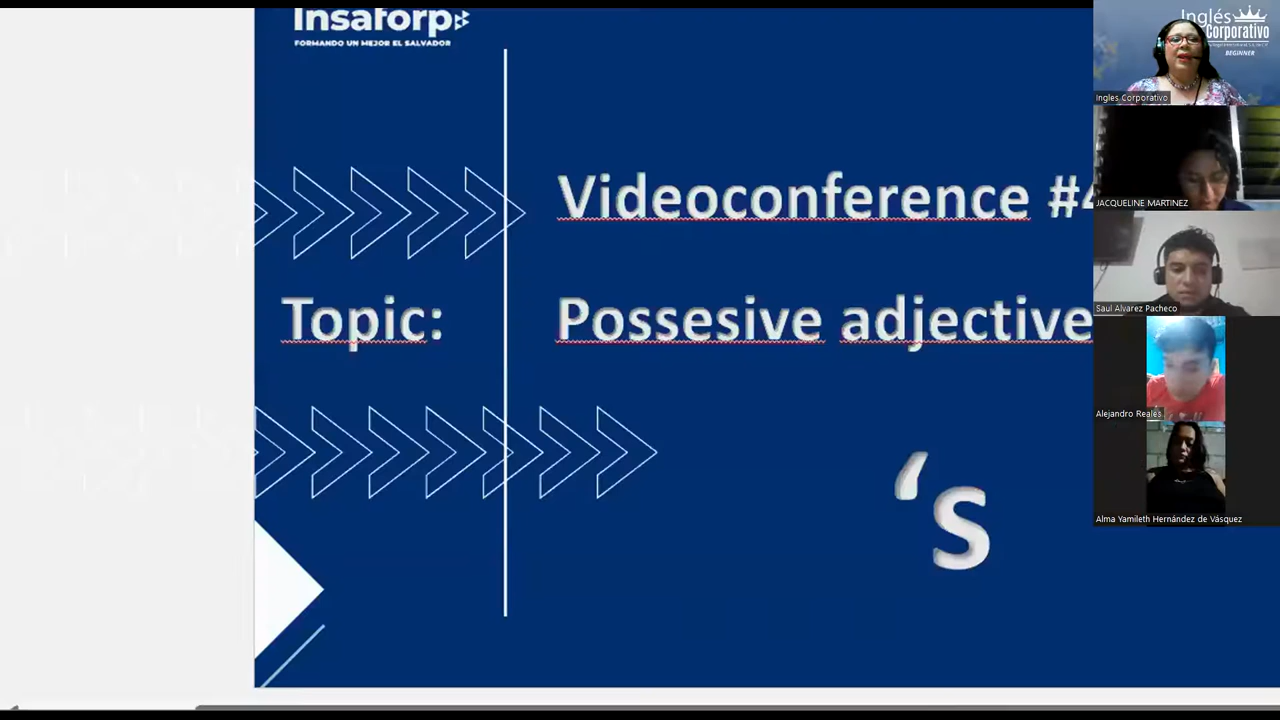 Insaforp
FORMANDO UN MEJOR EL SALVADOR
Videoconference #4
Topic:
Possesive adjective
‘s
Inglés
Corporativo
BEGINNER
Ingles Corporativo
JACQUELINE MARTINEZ
Saul Alvarez Pacheco
Alejandro Reales
Alma Yamileth Hernández de Vásquez